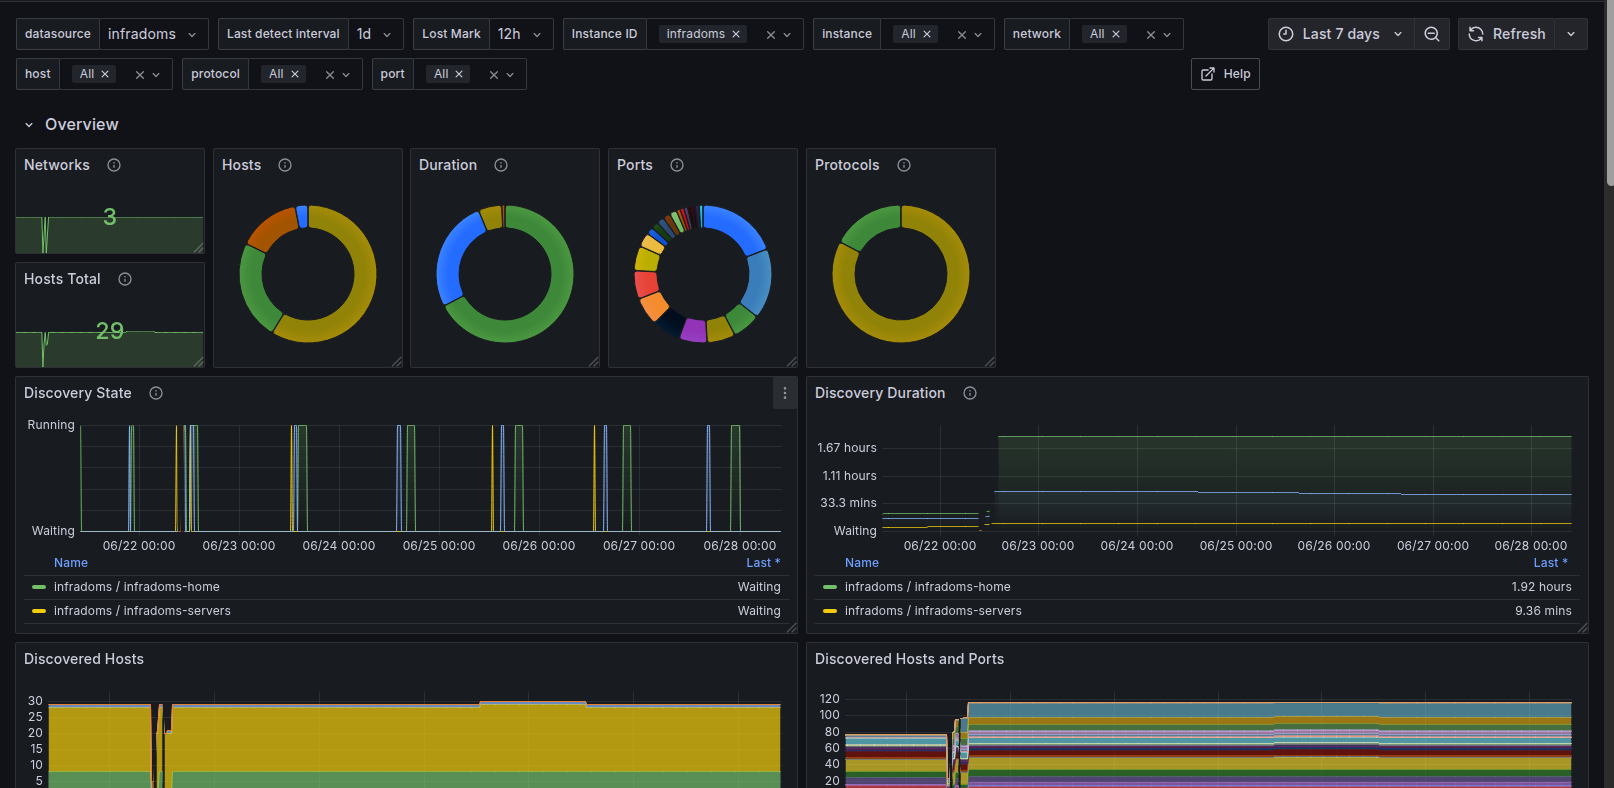 datasource infradoms Last detect interval 1d Lost Mark 12h Instance ID infradoms instance All network All Last 7 days Refresh
host All protocol All port All Help
Overview
Networks Hosts Duration Ports Protocols
3
Hosts Total
29
Discovery State Discovery Duration
Running
Waiting
06/22 00:00 06/23 00:00 06/24 00:00 06/25 00:00 06/26 00:00 06/27 00:00 06/28 00:00
Name Last *
infradoms / infradoms-home Waiting
infradoms / infradoms-servers Waiting
1.67 hours
1.11 hours
33.3 mins
Waiting
06/22 00:00 06/23 00:00 06/24 00:00 06/25 00:00 06/26 00:00 06/27 00:00 06/28 00:00
Name Last *
infradoms / infradoms-home 1.92 hours
infradoms / infradoms-servers 9.36 mins
Discovered Hosts
30
25
20
15
10
5
Discovered Hosts and Ports
120
100
80
60
40
20